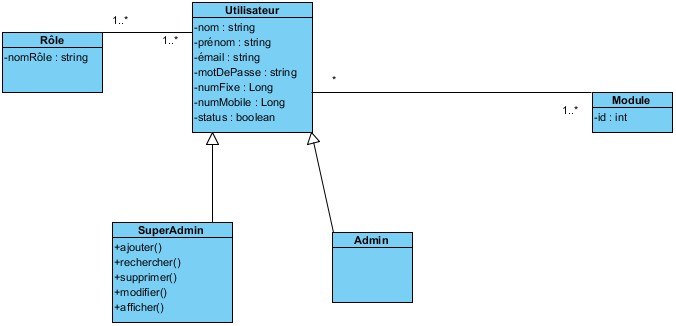 Utilisateur
-nom : string
-prénom : string
-émail : string
-motDePasse : string
-numFixe : Long
-numMobile : Long
-status : boolean
1..*
1..*
Rôle
-nomRôle : string
*
1..*
Module
-id : int
SuperAdmin
+ajouter()
+rechercher()
+supprimer()
+modifier()
+afficher()
Admin